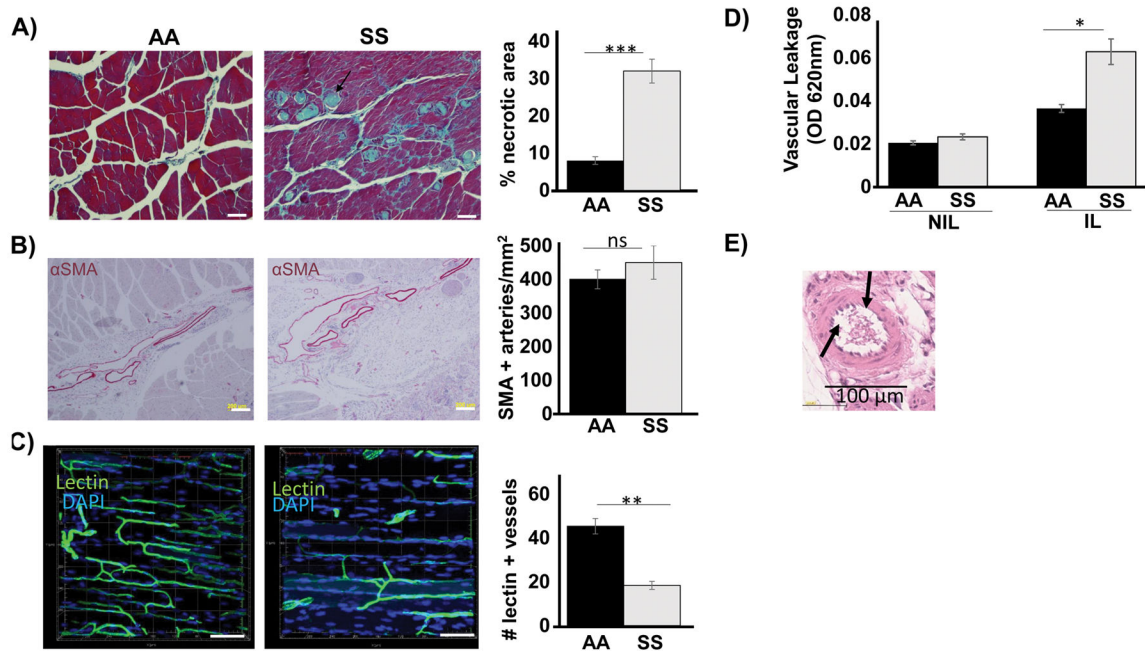 A)
AA
SS
% necrotic area
40
30
20
10
0
***
AA
SS
B)
αSMA
αSMA
SMA + arteries/mm²
500
400
300
200
100
0
ns
AA
SS
C)
Lectin
DAPI
Lectin
DAPI
# lectin + vessels
60
40
20
0
**
AA
SS
D)
Vascular Leakage
(OD 620nm)
0.08
0.06
0.04
0.02
0
*
AA
SS
AA
SS
NIL
IL
E)
100 µm